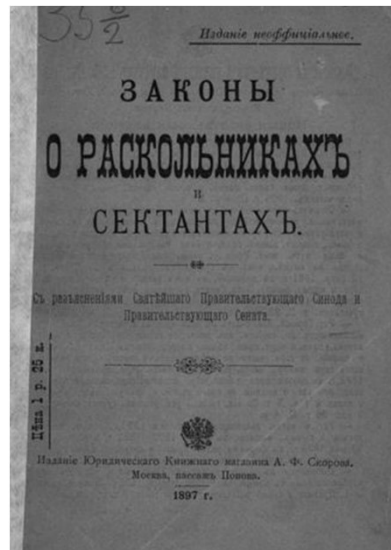 35 6/2
Изданіе неоффиціальное.
ЗАКОНЫ
О РАСКОЛЬНИКАХЪ
и
СЕКТАНТАХЪ.
Съ разъясненіями Святѣйшаго Правительствующаго Синода и
Правительствующаго Сената.
Цѣна 1 р. 25 к.
Изданіе Юридическаго Книжнаго магазина А. Ф. Скорова.
Москва, пассажъ Попова.
1897 г.